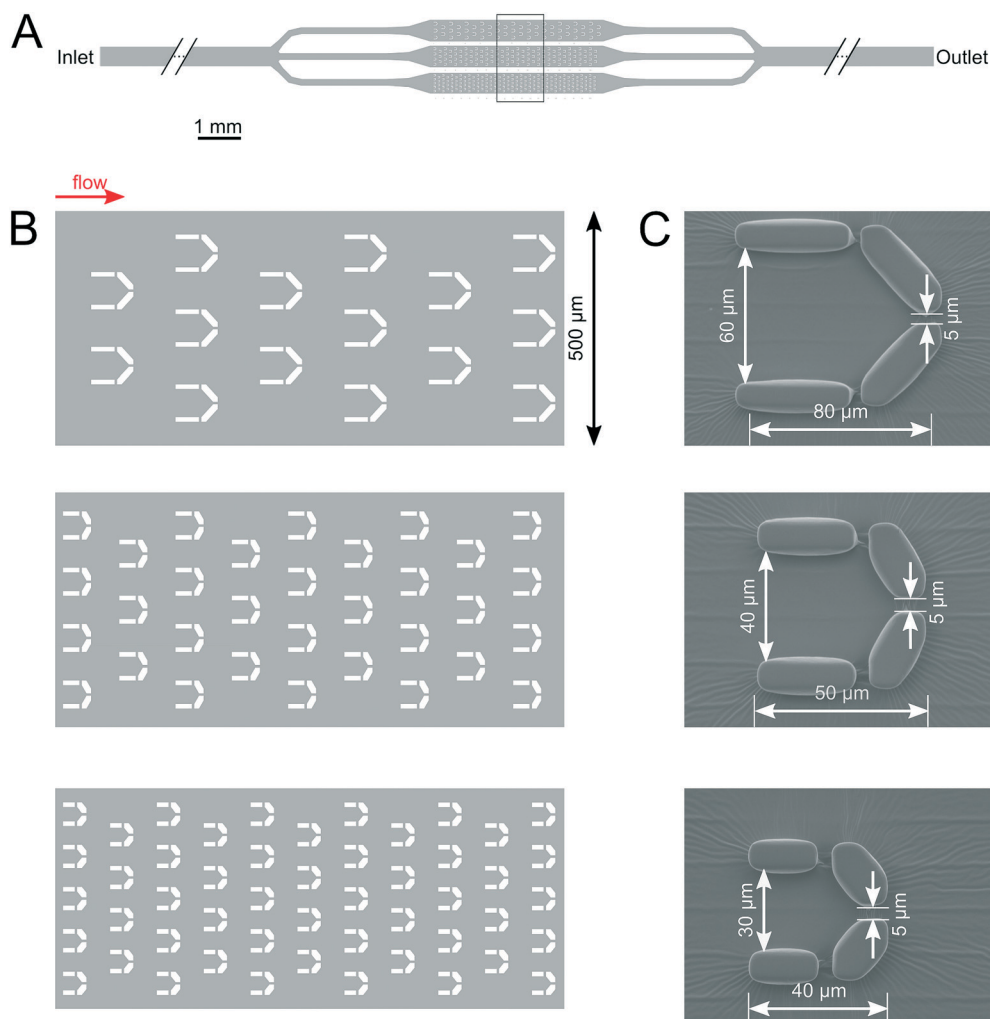 A
Inlet
...
...
Outlet
1 mm
flow
B
500 µm
C
60 µm
5 µm
80 µm
40 µm
5 µm
50 µm
30 µm
5 µm
40 µm